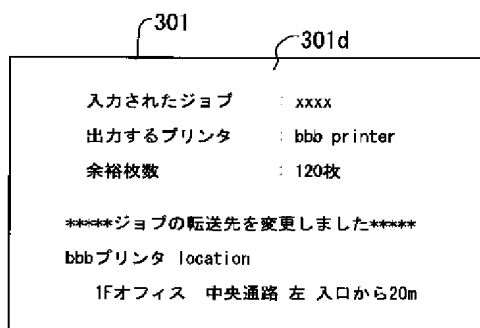 301
301d
入力されたジョブ : xxxx
出力するプリンタ : bbb printer
余裕枚数 : 120枚
*****ジョブの転送先を変更しました*****
bbbプリンタ location
1Fオフィス 中央通路 左 入口から20m